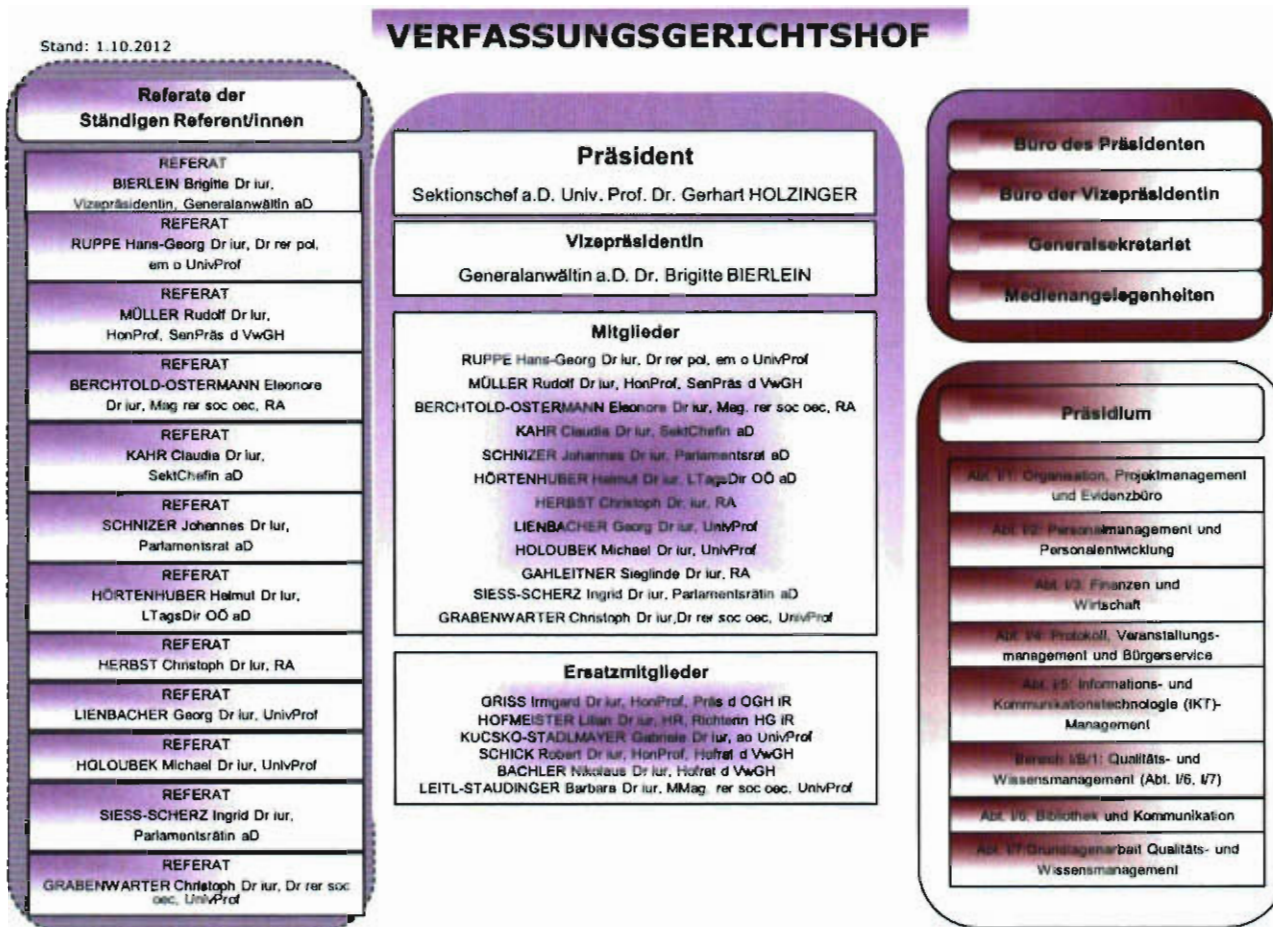 VERFASSUNGSGERICHTSHOF
Stand: 1.10.2012
Referate der
Ständigen Referent/innen
REFERAT
BIERLEIN Brigitte Dr iur,
Vizepräsidentin, Generalanwältin aD
REFERAT
RUPPE Hans-Georg Dr iur, Dr rer pol,
em o UnivProf
REFERAT
MÜLLER Rudolf Dr iur,
HonProf, SenPräs d VwGH
REFERAT
BERCHTOLD-OSTERMANN Eleonore
Dr iur, Mag rer soc oec, RA
REFERAT
KAHR Claudia Dr iur,
SektChefin aD
REFERAT
SCHNIZER Johannes Dr iur,
Parlamentsrat aD
REFERAT
HÖRTENHUBER Helmut Dr iur,
LTagsDir OÖ aD
REFERAT
HERBST Christoph Dr iur, RA
REFERAT
LIENBACHER Georg Dr iur, UnivProf
REFERAT
HOLOUBEK Michael Dr iur, UnivProf
REFERAT
SIESS-SCHERZ Ingrid Dr iur,
Parlamentsrätin aD
REFERAT
GRABENWARTER Christoph Dr iur, Dr rer soc
oec, UnivProf
Präsident
Sektionschef a.D. Univ. Prof. Dr. Gerhart HOLZINGER
Vizepräsidentin
Generalanwältin a.D. Dr. Brigitte BIERLEIN
Mitglieder
RUPPE Hans-Georg Dr iur, Dr rer pol, em o UnivProf
MÜLLER Rudolf Dr iur, HonProf, SenPräs d VwGH
BERCHTOLD-OSTERMANN Eleonore Dr iur, Mag. rer soc oec, RA
KAHR Claudia Dr iur, SektChefin aD
SCHNIZER Johannes Dr iur, Parlamentsrat aD
HÖRTENHUBER Helmut Dr iur, LTagsDir OÖ aD
HERBST Christoph Dr. iur, RA
LIENBACHER Georg Dr iur, UnivProf
HOLOUBEK Michael Dr iur, UnivProf
GAHLEITNER Sieglinde Dr iur, RA
SIESS-SCHERZ Ingrid Dr iur, Parlamentsrätin aD
GRABENWARTER Christoph Dr iur,Dr rer soc oec, UnivProf
Ersatzmitglieder
GRISS Irmgard Dr iur, HonProf, Präs d OGH iR
HOFMEISTER Lilian Dr iur, HR, Richterin HG iR
KUCSKO-STADLMAYER Gabriele Dr iur, ao UnivProf
SCHICK Robert Dr iur, HonProf, Hofrat d VwGH
BACHLER Nikolaus Dr iur, Hofrat d VwGH
LEITL-STAUDINGER Barbara Dr iur, MMag. rer soc oec, UnivProf
Büro des Präsidenten
Büro der Vizepräsidentin
Generalsekretariat
Medienangelegenheiten
Präsidium
Abt. I/1: Organisation, Projektmanagement
und Evidenzbüro
Abt. I/2: Personalmanagement und
Personalentwicklung
Abt. I/3: Finanzen und
Wirtschaft
Abt. I/4: Protokoll, Veranstaltungs-
management und Bürgerservice
Abt. I/5: Informations- und
Kommunikationstechnologie (IKT)-
Management
Bereich I/B/1: Qualitäts- und
Wissensmanagement (Abt. I/6, I/7)
Abt. I/6: Bibliothek und Kommunikation
Abt. I/7:Grundlagenarbeit Qualitäts- und
Wissensmanagement